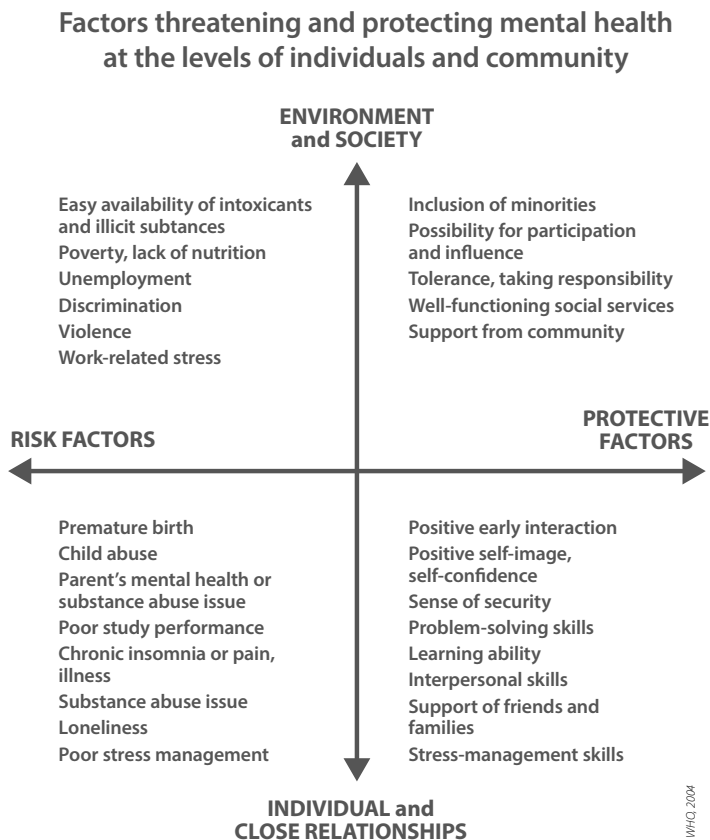 Factors threatening and protecting mental health
at the levels of individuals and community
ENVIRONMENT
and SOCIETY
Easy availability of intoxicants
and illicit subtances
Poverty, lack of nutrition
Unemployment
Discrimination
Violence
Work-related stress
Inclusion of minorities
Possibility for participation
and influence
Tolerance, taking responsibility
Well-functioning social services
Support from community
RISK FACTORS
PROTECTIVE
FACTORS
Premature birth
Child abuse
Parent's mental health or
substance abuse issue
Poor study performance
Chronic insomnia or pain,
illness
Substance abuse issue
Loneliness
Poor stress management
Positive early interaction
Positive self-image,
self-confidence
Sense of security
Problem-solving skills
Learning ability
Interpersonal skills
Support of friends and
families
Stress-management skills
INDIVIDUAL and
CLOSE RELATIONSHIPS
WHO, 2004